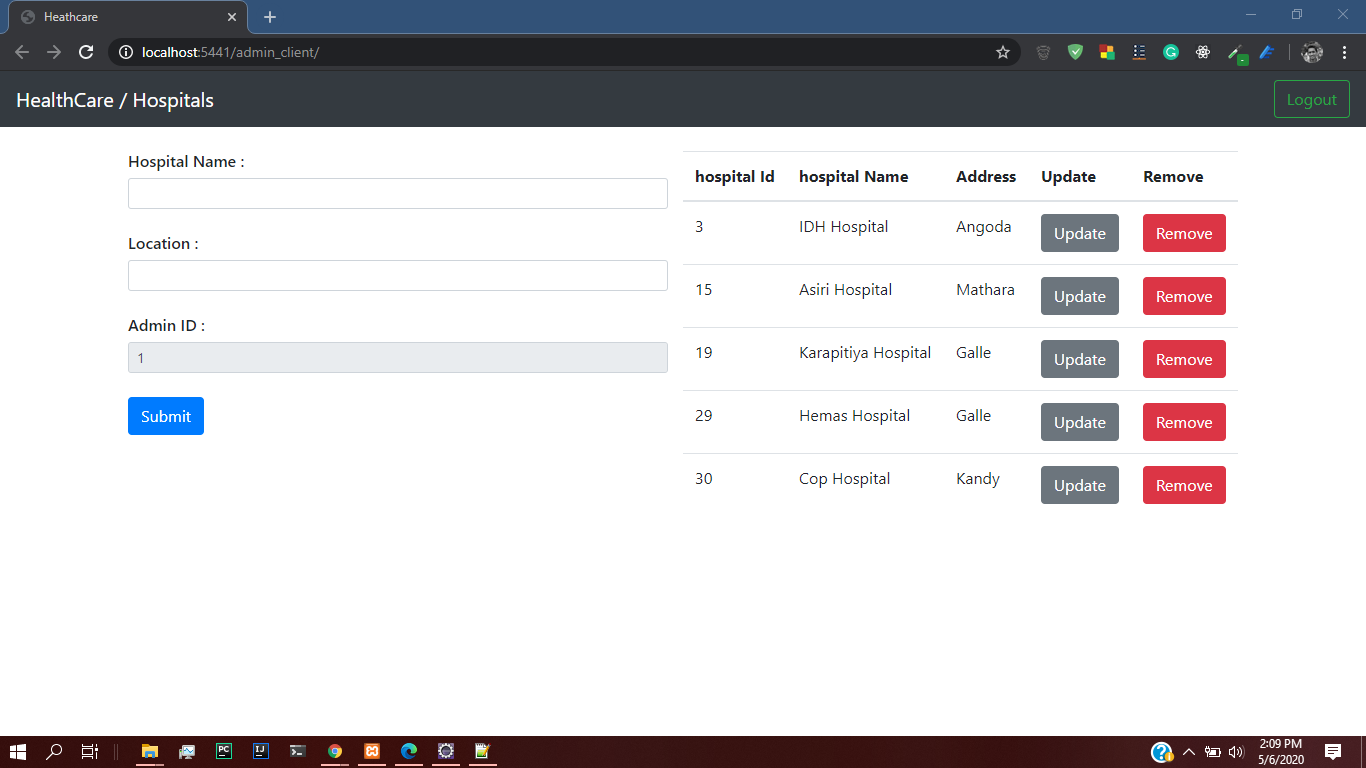 Heathcare
localhost:5441/admin_client/
HealthCare / Hospitals
Logout
Hospital Name :
Location :
Admin ID :
1
Submit
hospital Id hospital Name Address Update Remove
3 IDH Hospital Angoda Update Remove
15 Asiri Hospital Mathara Update Remove
19 Karapitiya Hospital Galle Update Remove
29 Hemas Hospital Galle Update Remove
30 Cop Hospital Kandy Update Remove
PC
IJ
2:09 PM
5/6/2020